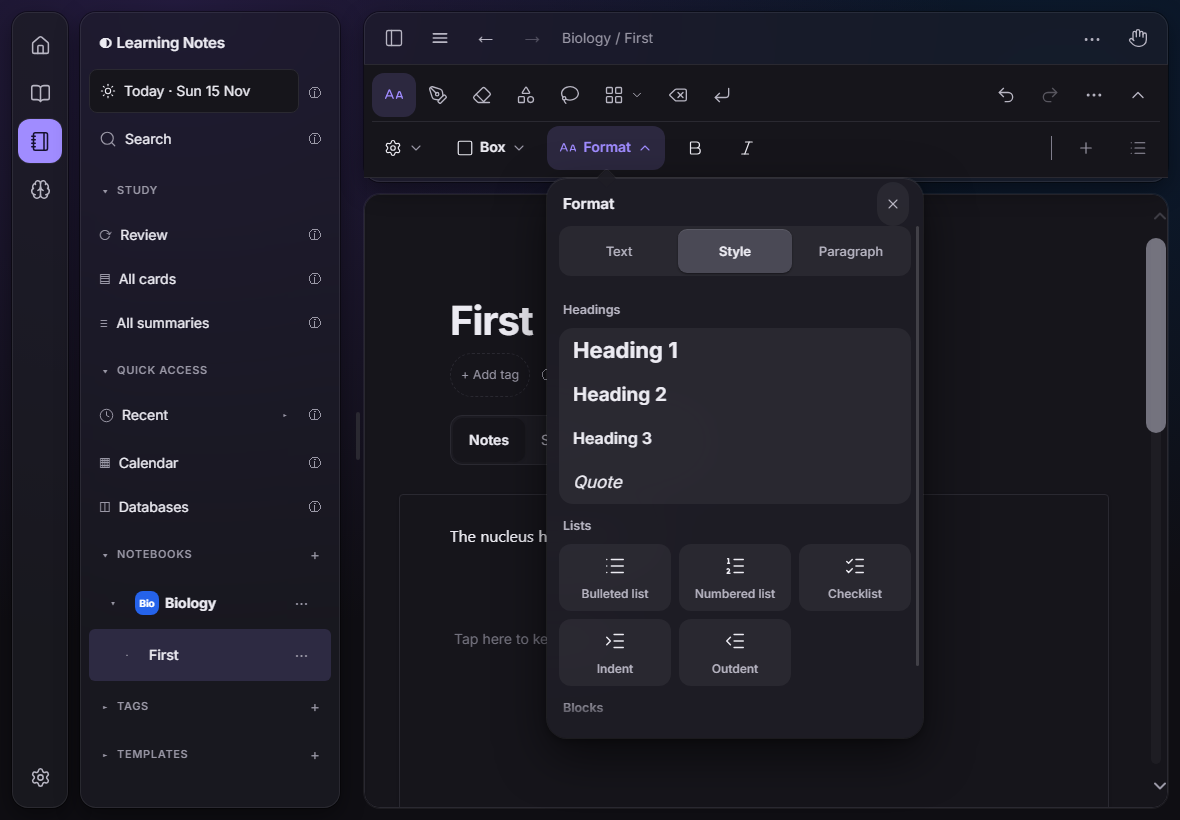 Learning Notes
Today · Sun 15 Nov
Search
STUDY
Review
All cards
All summaries
QUICK ACCESS
Recent
Calendar
Databases
NOTEBOOKS
Bio Biology
First
TAGS
TEMPLATES
Biology / First
AA
Box
AA Format
B I
Format
Text Style Paragraph
Headings
Heading 1
Heading 2
Heading 3
Quote
Lists
Bulleted list
Numbered list
Checklist
Indent
Outdent
Blocks
First
+ Add tag
Notes S
The nucleus h
Tap here to ke